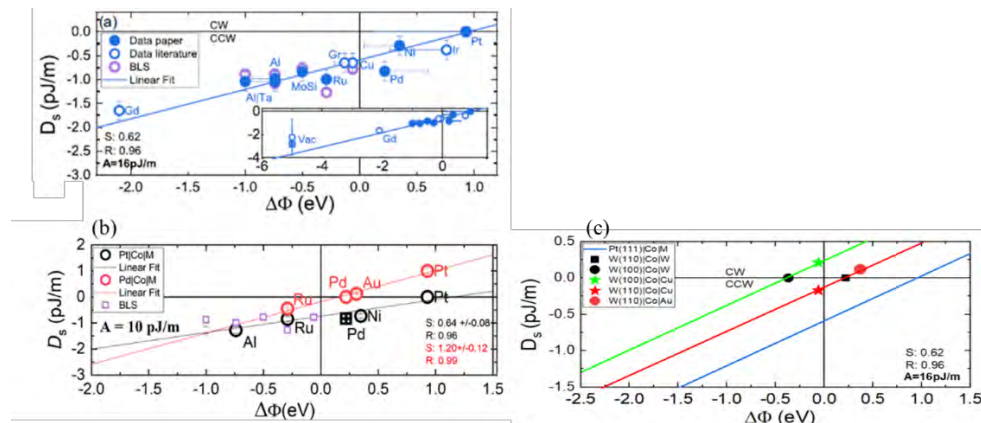 (a)
CW
CCW
Data paper
Data literature
BLS
Linear Fit
Al
Gr
Cu
Ni
Ir
Pt
Al|Ta
MoSi
Ru
Pd
Gd
Vac
Gd
0
-2
-4
-6 -4 -2 0
S: 0.62
R: 0.96
A=16pJ/m
0.0
-0.5
-1.0
-1.5
-2.0
-2.5
-3.0
Ds (pJ/m)
-2.0 -1.5 -1.0 -0.5 0.0 0.5 1.0
ΔΦ (eV)
(b)
Pt|Co|M
Linear Fit
Pd|Co|M
Linear Fit
BLS
A = 10 pJ/m
Pd
Au
Pt
Ru
Pt
Ni
Ru
Al
Pd
S: 0.64 +/-0.08
R: 0.96
S: 1.20+/-0.12
R: 0.99
2
1
0
-1
-2
-3
-4
Ds (pJ/m)
-2.0 -1.5 -1.0 -0.5 0.0 0.5 1.0 1.5
ΔΦ(eV)
(c)
Pt(111)|Co|M
W(110)|Co|W
W(100)|Co|W
W(100)|Co|Cu
W(110)|Co|Cu
W(110)|Co|Au
CW
CCW
S: 0.62
R: 0.96
A=16pJ/m
0.5
0.0
-0.5
-1.0
-1.5
Ds (pJ/m)
-2.5 -2.0 -1.5 -1.0 -0.5 0.0 0.5 1.0 1.5
ΔΦ (eV)